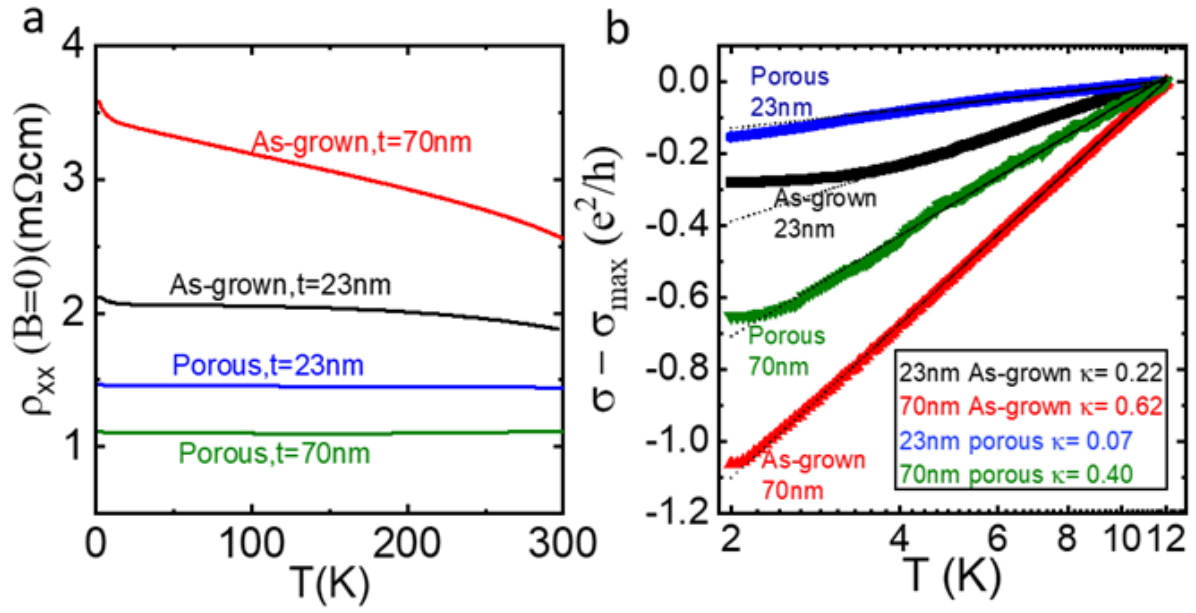 a
4
3
2
1
ρxx (B=0)(mΩcm)
As-grown,t=70nm
As-grown,t=23nm
Porous,t=23nm
Porous,t=70nm
0
100
200
300
T(K)
b
0.0
-0.2
-0.4
-0.6
-0.8
-1.0
-1.2
σ − σmax (e²/h)
Porous
23nm
As-grown
23nm
Porous
70nm
As-grown
70nm
23nm As-grown κ= 0.22
70nm As-grown κ= 0.62
23nm porous κ= 0.07
70nm porous κ= 0.40
2
4
6
8
10
12
T (K)